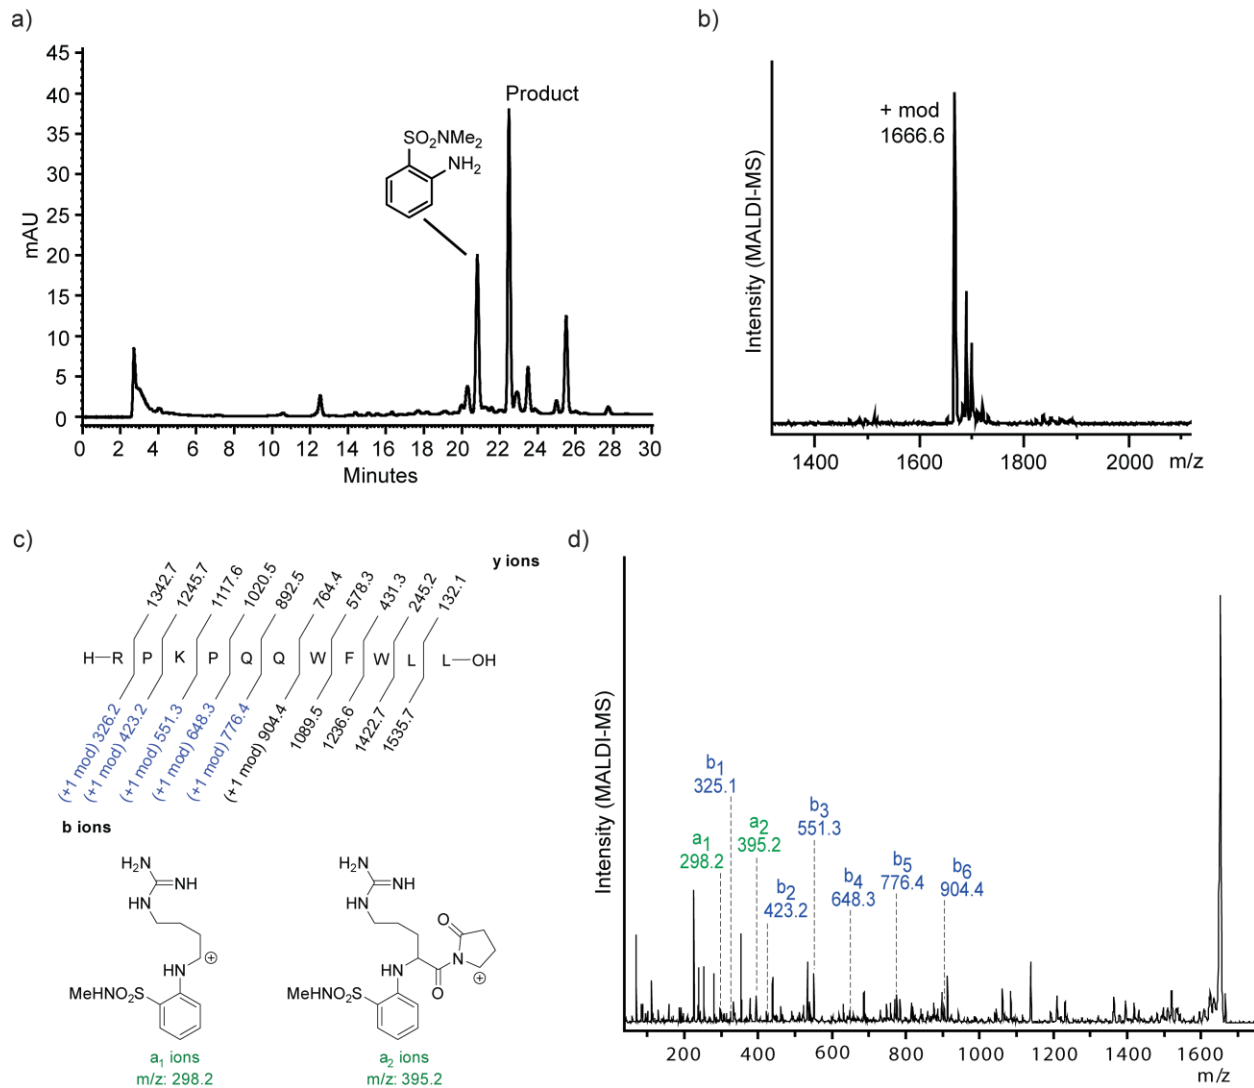 a)
45
40
35
30
25
20
15
10
5
0
mAU
0 2 4 6 8 10 12 14 16 18 20 22 24 26 28 30
Minutes
SO2NMe2
NH2
Product
b)
Intensity (MALDI-MS)
+ mod
1666.6
1400 1600 1800 2000 m/z
c)
y ions
1342.7 1245.7 1117.6 1020.5 892.5 764.4 578.3 431.3 245.2 132.1
H R P K P Q Q W F W L L OH
(+1 mod) 326.2
(+1 mod) 423.2
(+1 mod) 551.3
(+1 mod) 648.3
(+1 mod) 776.4
(+1 mod) 904.4
1089.5
1236.6
1422.7
1535.7
b ions
H2N
NH
HN
HN
MeHNO2S
a1 ions
m/z: 298.2
H2N
NH
HN
O
HN
N
O
MeHNO2S
a2 ions
m/z: 395.2
d)
Intensity (MALDI-MS)
a1
298.2
b1
325.1
a2
395.2
b2
423.2
b3
551.3
b4
648.3
b5
776.4
b6
904.4
200 400 600 800 1000 1200 1400 1600
m/z